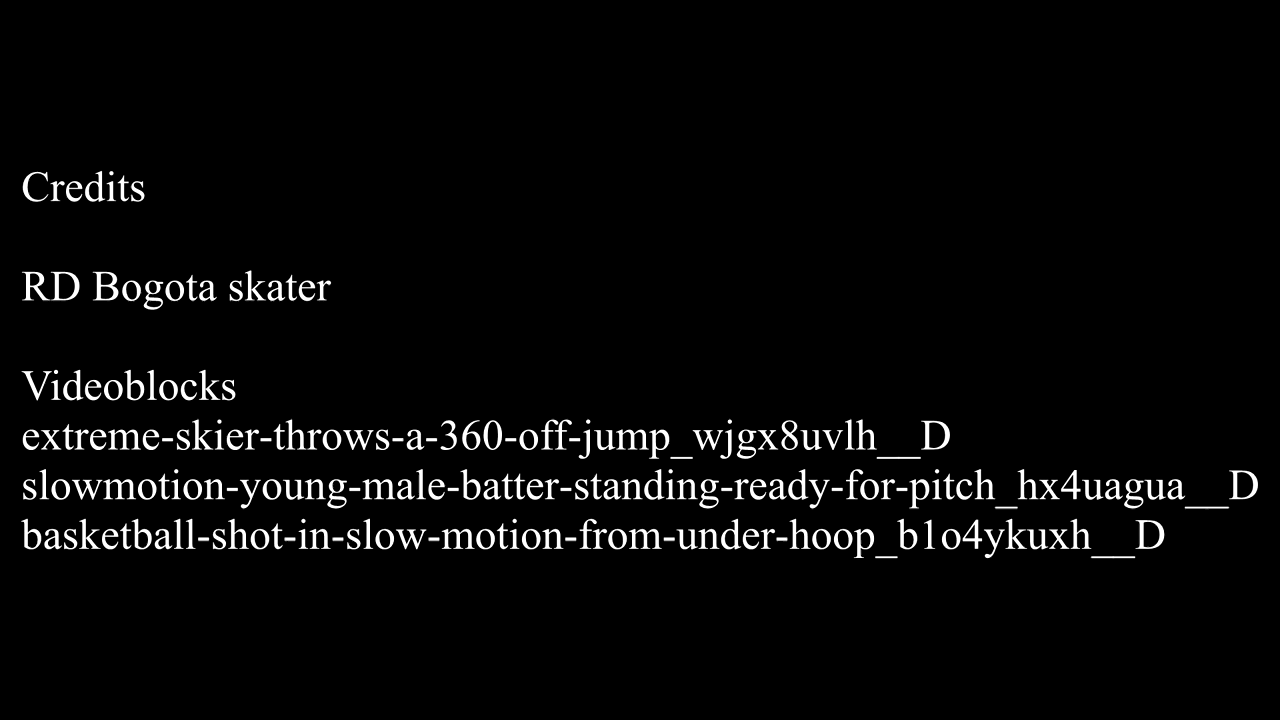 Credits
RD Bogota skater
Videoblocks
extreme-skier-throws-a-360-off-jump_wjgx8uvlh__D
slowmotion-young-male-batter-standing-ready-for-pitch_hx4uagua__D
basketball-shot-in-slow-motion-from-under-hoop_b1o4ykuxh__D